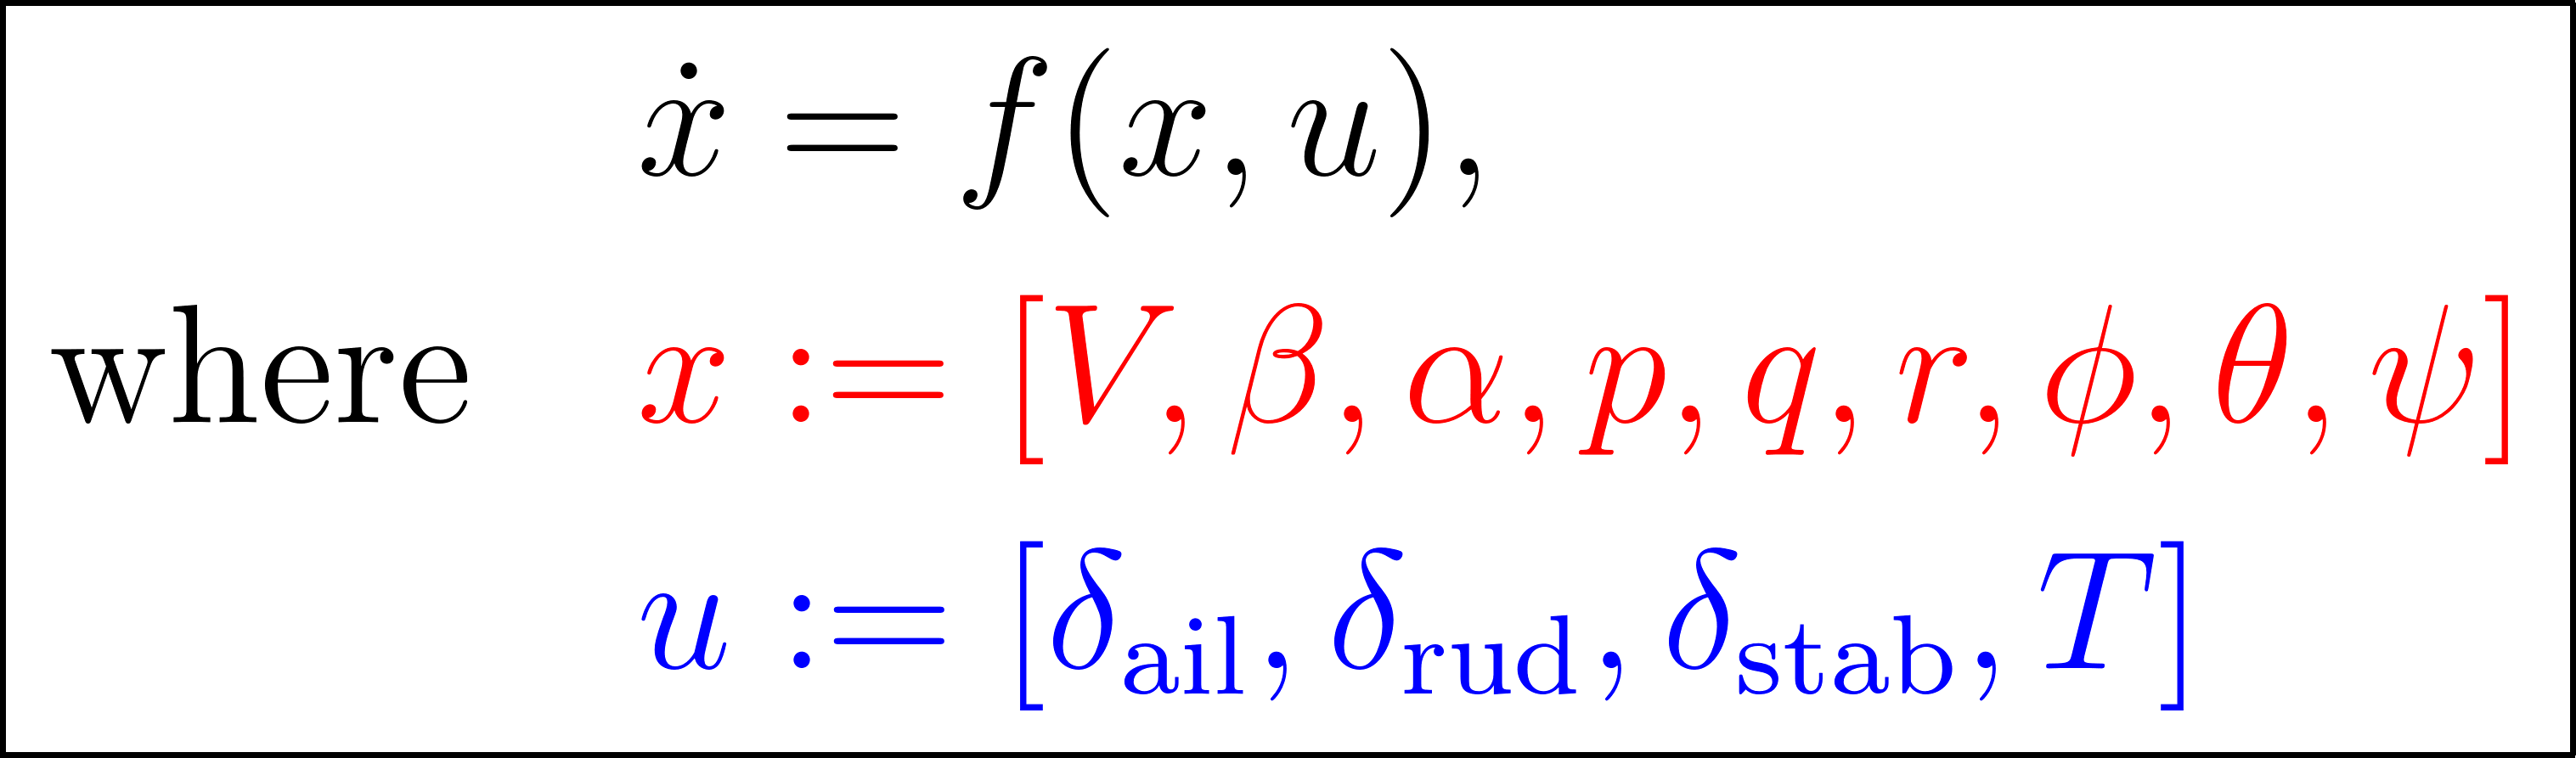 ẋ = f(x, u),
where x := [V, β, α, p, q, r, ϕ, θ, ψ]
u := [δ_ail, δ_rud, δ_stab, T]